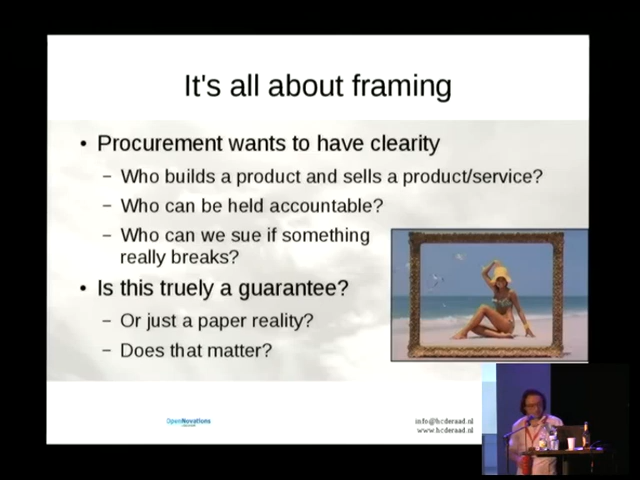 It's all about framing
• Procurement wants to have clearity
– Who builds a product and sells a product/service?
– Who can be held accountable?
– Who can we sue if something
really breaks?
• Is this truely a guarantee?
– Or just a paper reality?
– Does that matter?
OpenNovations
info@hcderaad.nl
www.hcderaad.nl